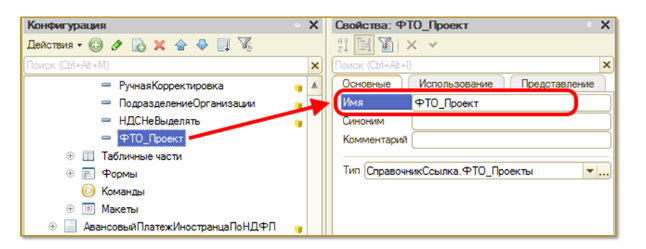 Конфигурация
Действия
Поиск (Ctrl+Alt+M)
РучнаяКорректировка
ПодразделениеОрганизации
НДСНеВыделять
ФТО_Проект
Табличные части
Формы
Команды
Макеты
АвансовыйПлатежИностранцаПоНДФЛ
Свойства: ФТО_Проект
Поиск (Ctrl+Alt+I)
Основные Использование Представление
Имя ФТО_Проект
Синоним
Комментарий
Тип СправочникСсылка.ФТО_Проекты ...